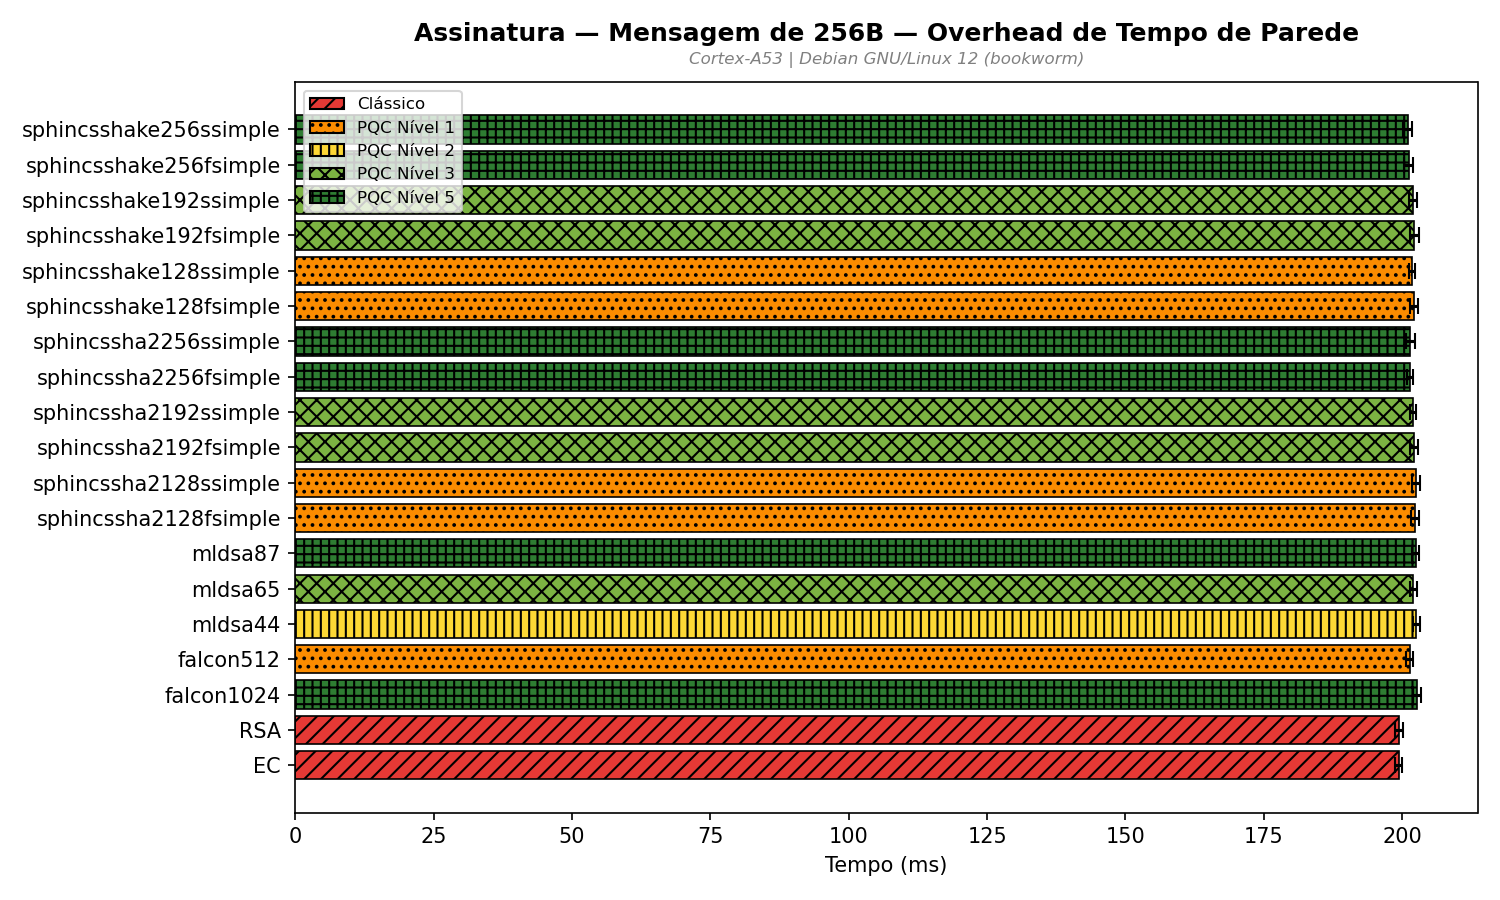 Assinatura — Mensagem de 256B — Overhead de Tempo de Parede
Cortex-A53 | Debian GNU/Linux 12 (bookworm)
Clássico
PQC Nível 1
PQC Nível 2
PQC Nível 3
PQC Nível 5
sphincsshake256ssimple
sphincsshake256fsimple
sphincsshake192ssimple
sphincsshake192fsimple
sphincsshake128ssimple
sphincsshake128fsimple
sphincssha2256ssimple
sphincssha2256fsimple
sphincssha2192ssimple
sphincssha2192fsimple
sphincssha2128ssimple
sphincssha2128fsimple
mldsa87
mldsa65
mldsa44
falcon512
falcon1024
RSA
EC
0 25 50 75 100 125 150 175 200
Tempo (ms)